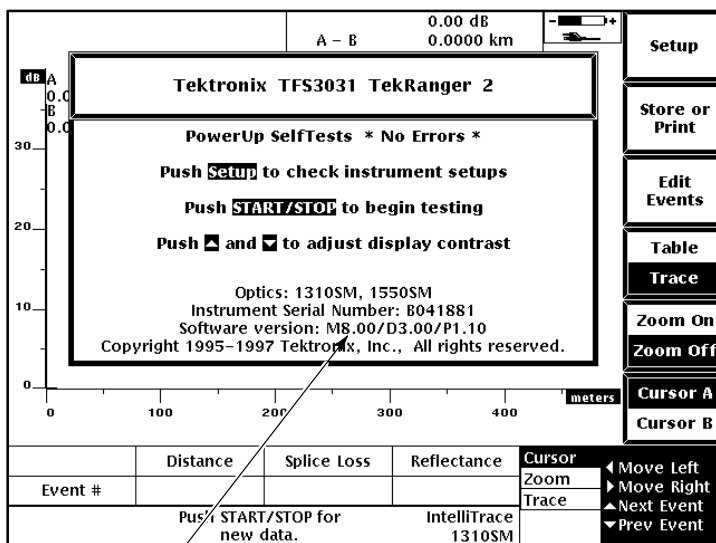 0.00 dB
A – B
0.0000 km
- +
Setup
dB
A
0.0
B
0.0
Tektronix TFS3031 TekRanger 2
PowerUp SelfTests * No Errors *
Push Setup to check instrument setups
Push START/STOP to begin testing
Push ▲ and ▼ to adjust display contrast
Optics: 1310SM, 1550SM
Instrument Serial Number: B041881
Software version: M8.00/D3.00/P1.10
Copyright 1995–1997 Tektronix, Inc., All rights reserved.
Store or
Print
Edit
Events
Table
Trace
Zoom On
Zoom Off
Cursor A
Cursor B
30
20
10
0
0 100 200 300 400 meters
Distance Splice Loss Reflectance
Event #
Cursor
Zoom
Trace
◀ Move Left
▶ Move Right
▲ Next Event
▼ Prev Event
Push START/STOP for
new data.
IntelliTrace
1310SM